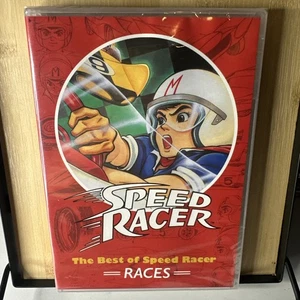 M
SPEED
RACER
The Best of Speed Racer
RACES